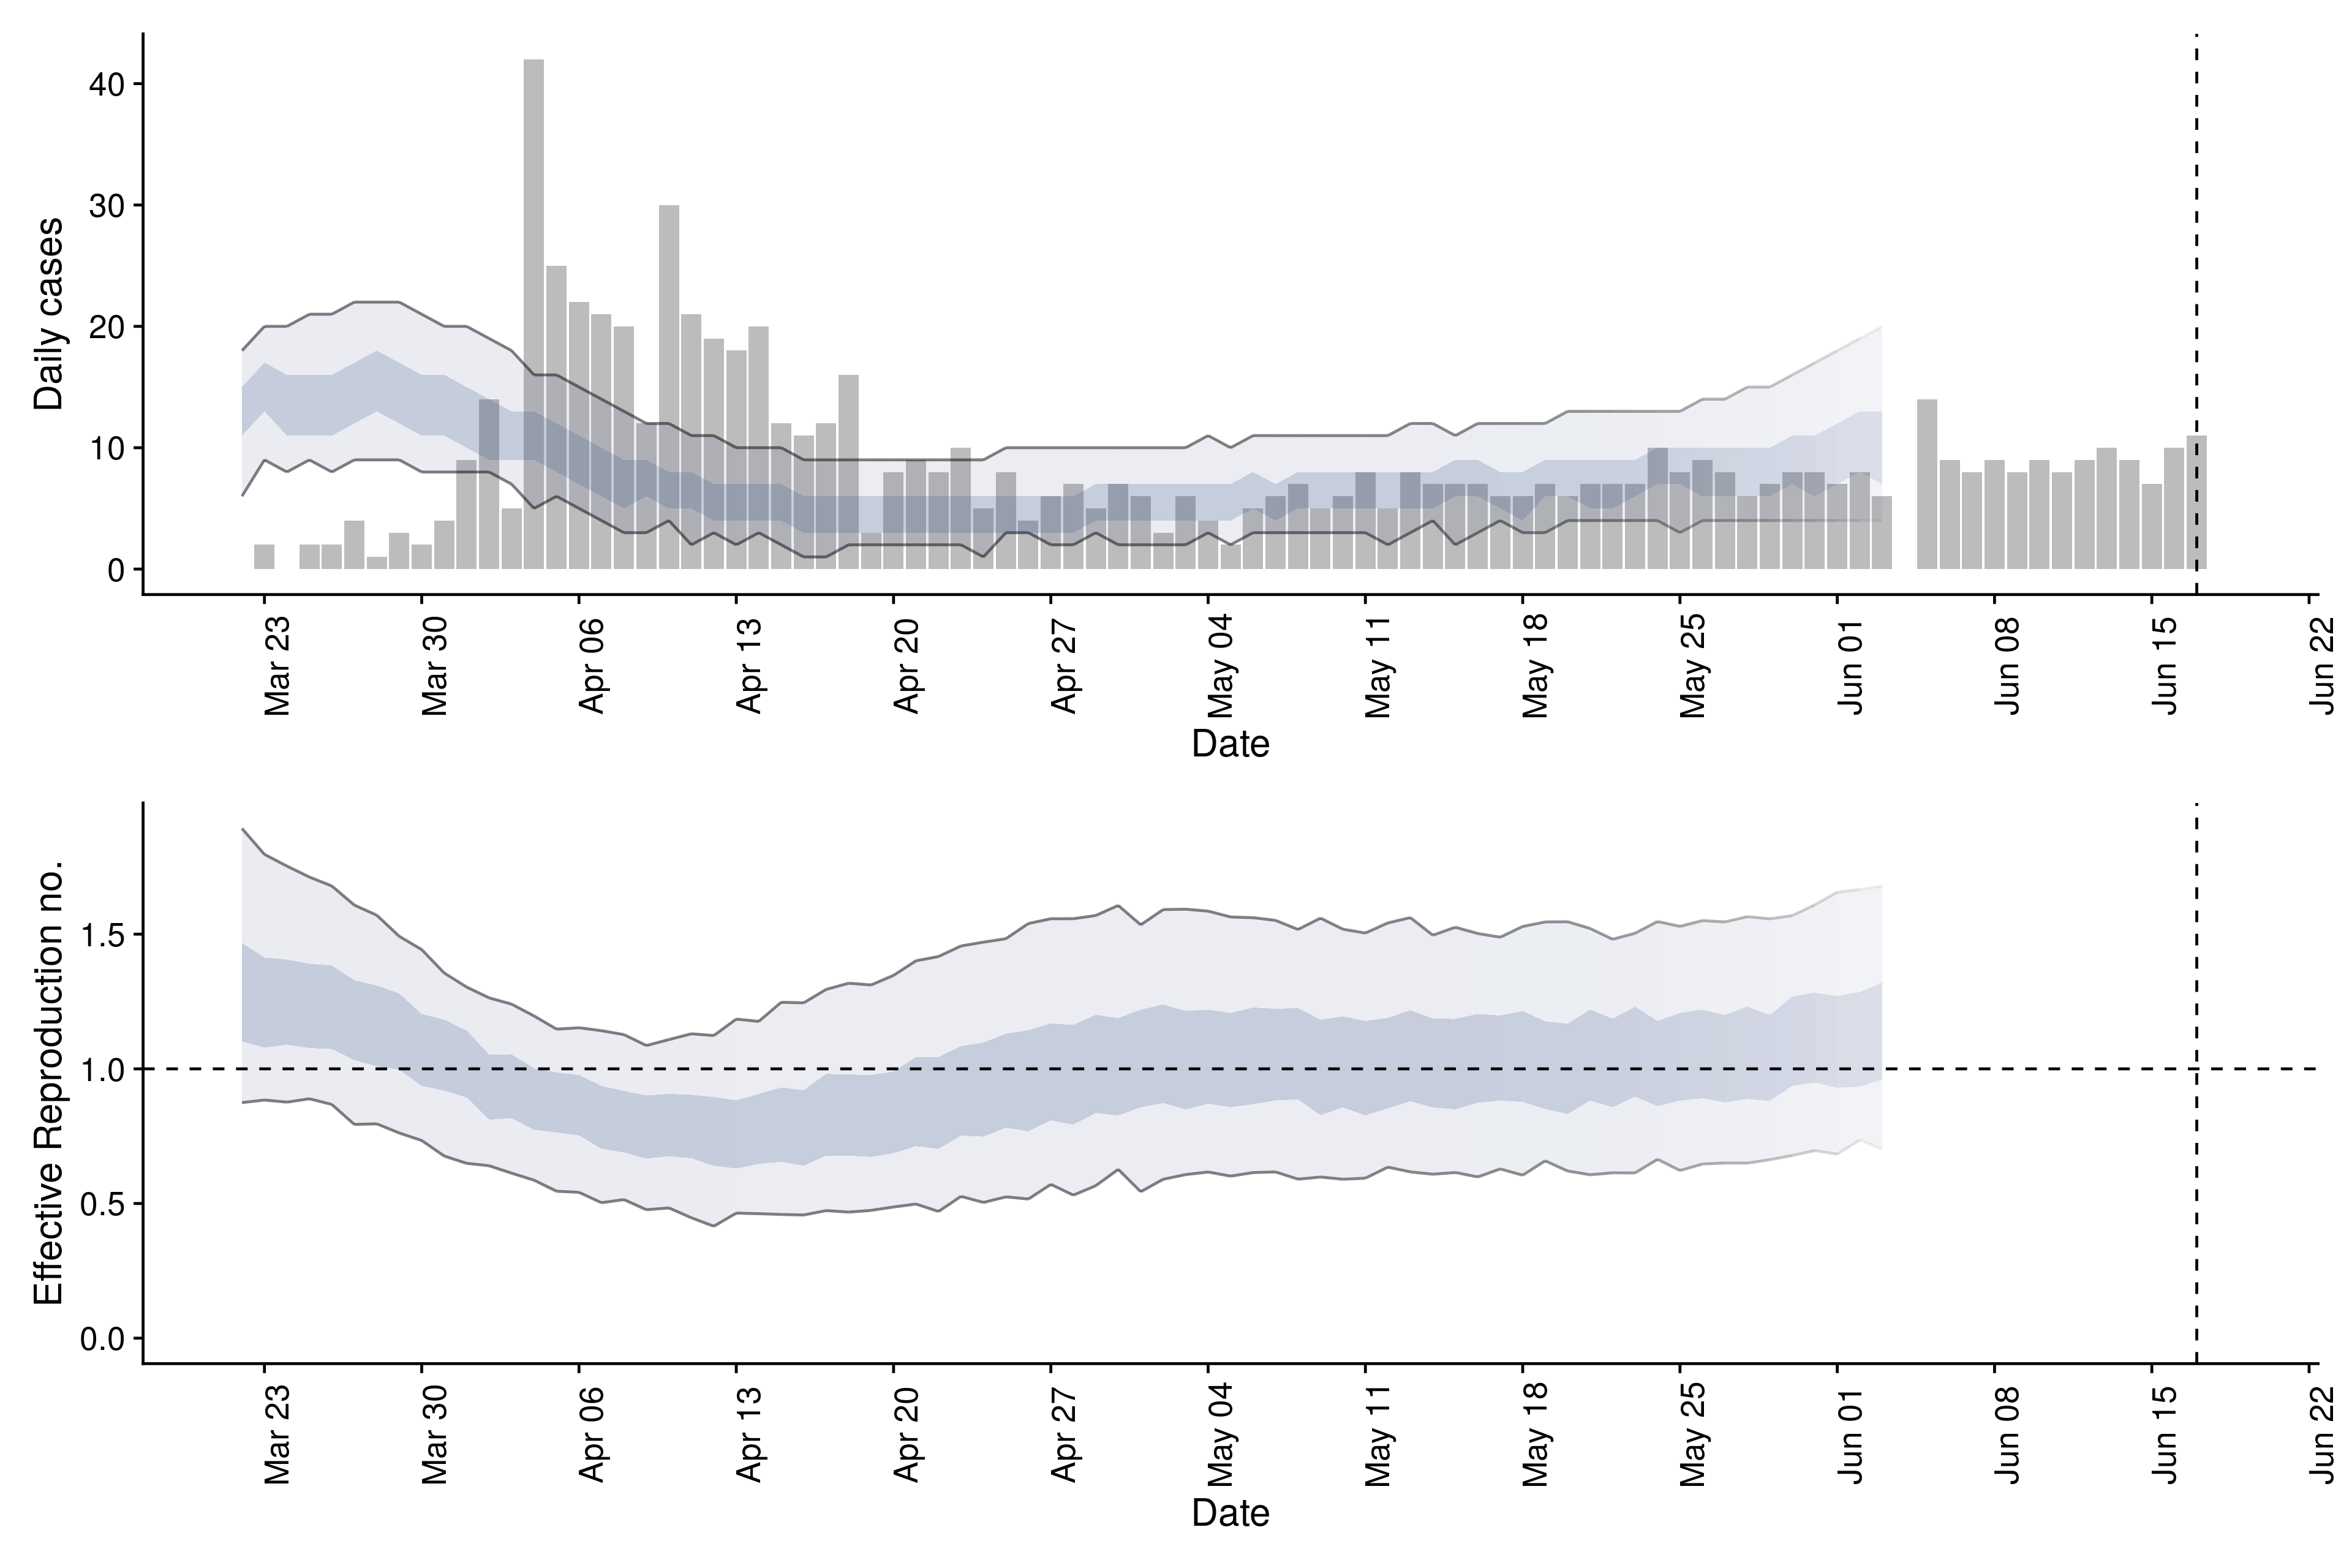 Daily cases
40
30
20
10
0
Mar 23
Mar 30
Apr 06
Apr 13
Apr 20
Apr 27
May 04
May 11
May 18
May 25
Jun 01
Jun 08
Jun 15
Jun 22
Date
Effective Reproduction no.
1.5
1.0
0.5
0.0
Mar 23
Mar 30
Apr 06
Apr 13
Apr 20
Apr 27
May 04
May 11
May 18
May 25
Jun 01
Jun 08
Jun 15
Jun 22
Date